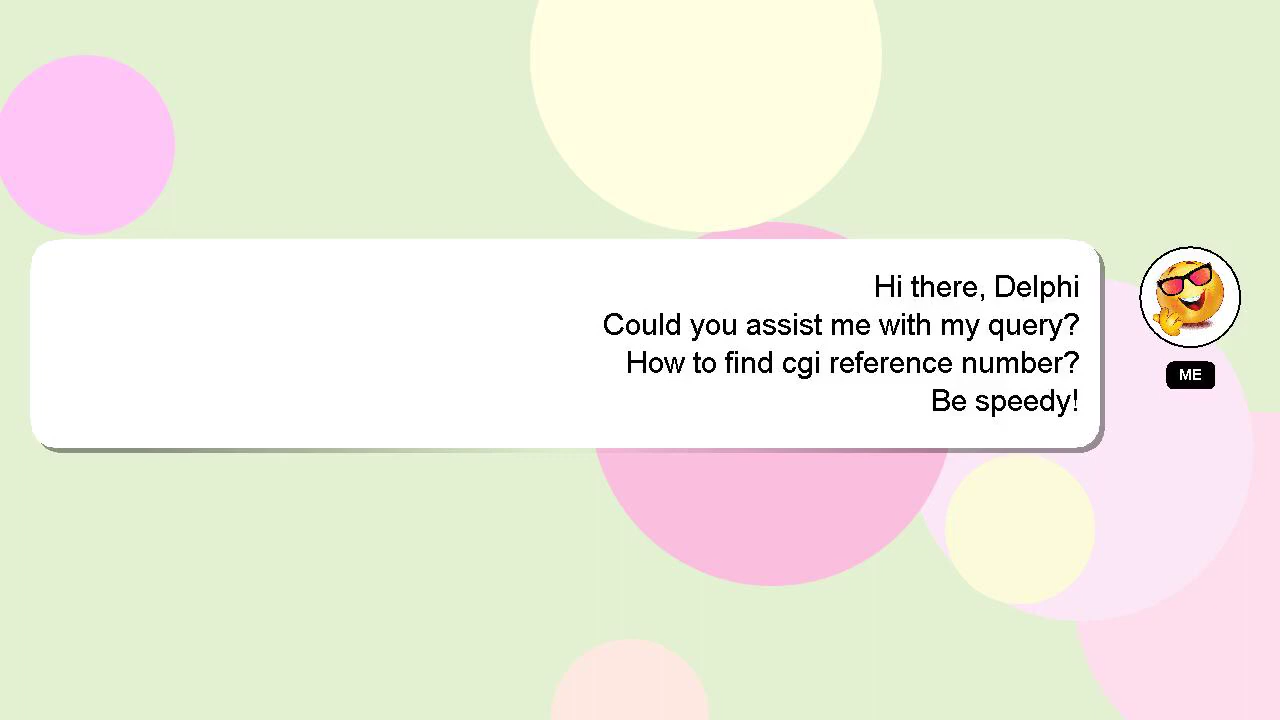 Hi there, Delphi
Could you assist me with my query?
How to find cgi reference number?
Be speedy!
ME